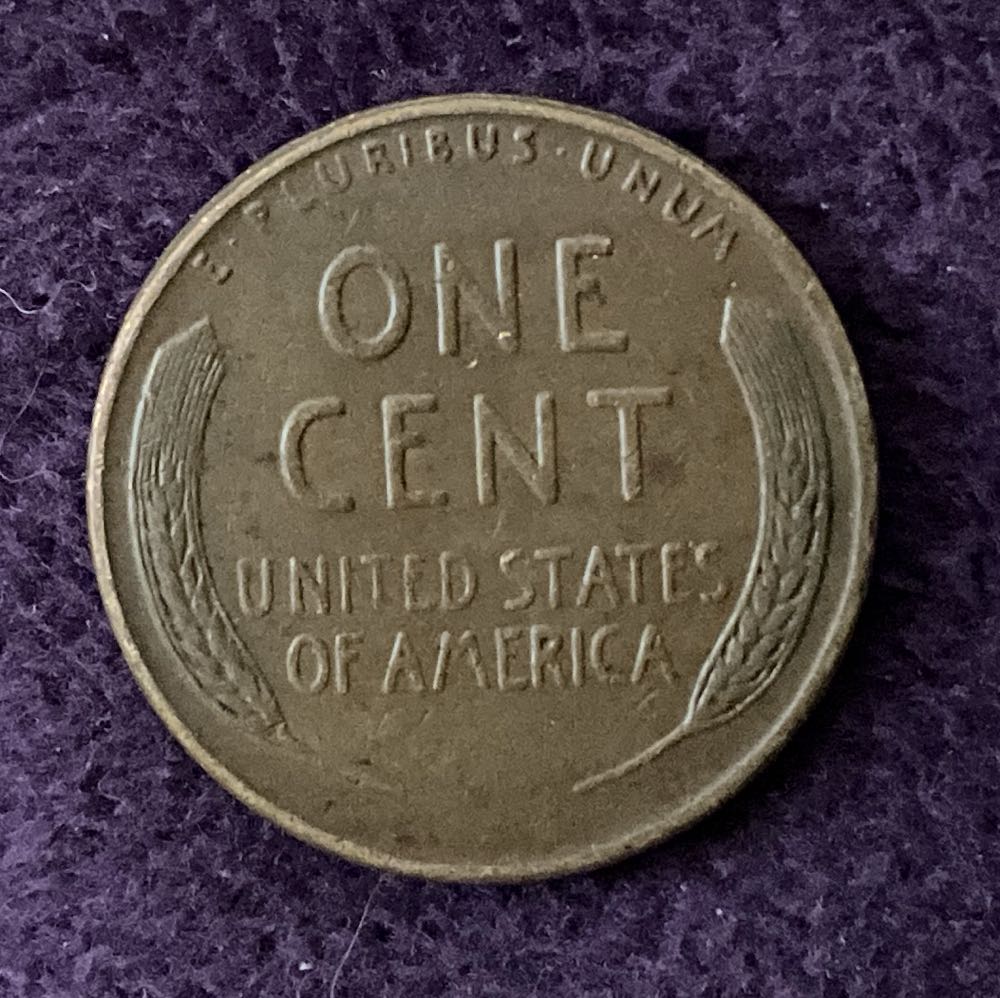 E·PLURIBUS·UNUM
ONE
CENT
UNITED STATES
OF AMERICA